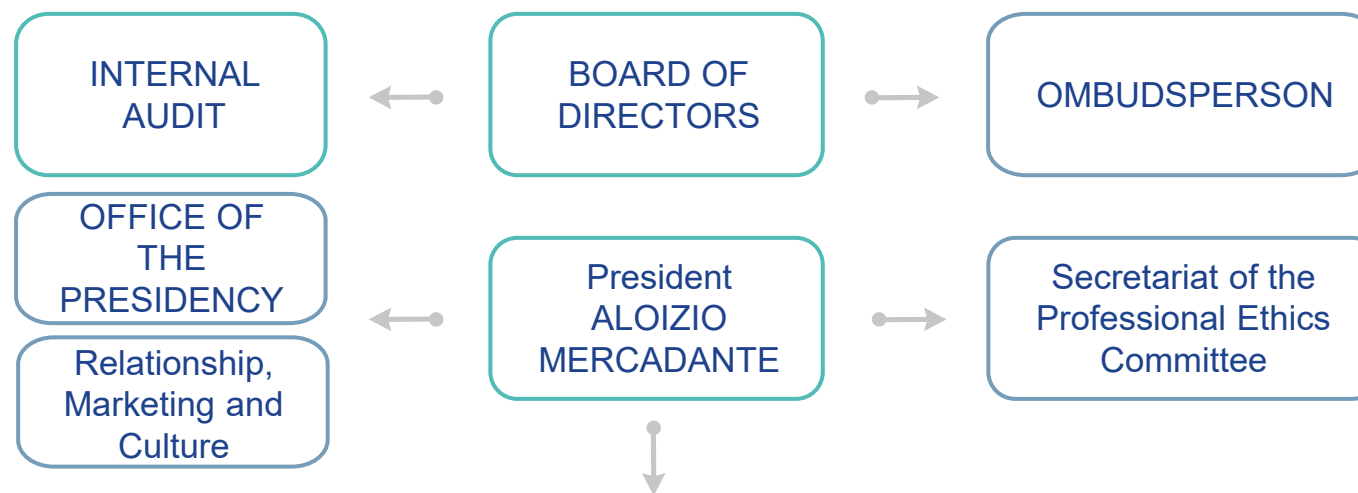 INTERNAL
AUDIT
BOARD OF
DIRECTORS
OMBUDSPERSON
OFFICE OF
THE
PRESIDENCY
President
ALOIZIO
MERCADANTE
Secretariat of the
Professional Ethics
Committee
Relationship,
Marketing and
Culture